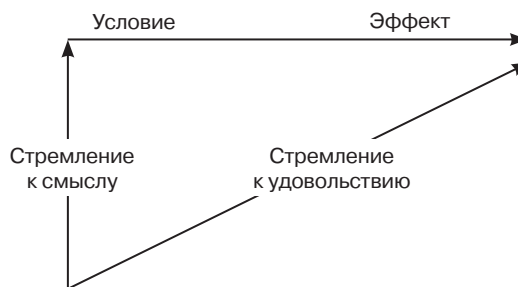 Условие Эффект
Стремление
к смыслу
Стремление
к удовольствию